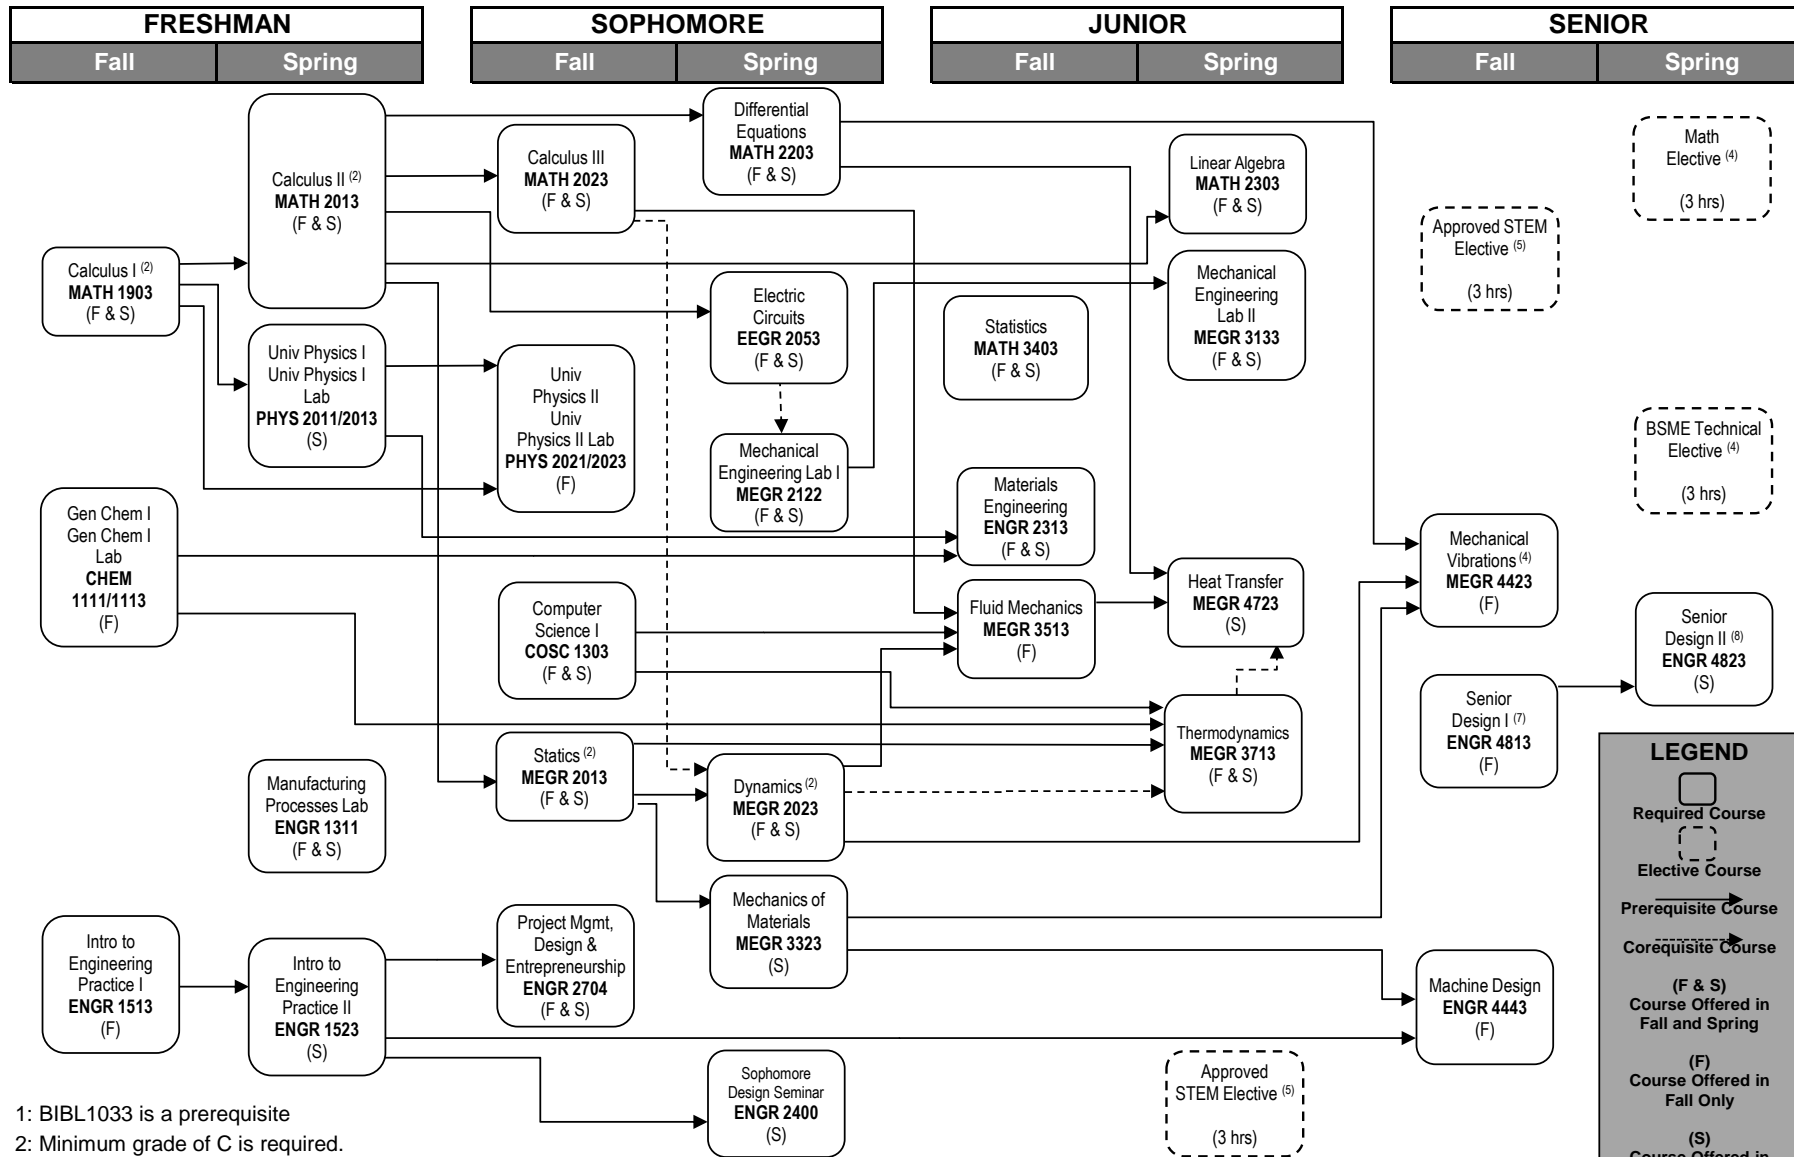 FRESHMAN
Fall
Spring
SOPHOMORE
Fall
Spring
JUNIOR
Fall
Spring
SENIOR
Fall
Spring
Calculus I (2)
MATH 1903
(F & S)
Gen Chem I
Gen Chem I
Lab
CHEM
1111/1113
(F)
Intro to
Engineering
Practice I
ENGR 1513
(F)
Calculus II (2)
MATH 2013
(F & S)
Univ Physics I
Univ Physics I
Lab
PHYS 2011/2013
(S)
Manufacturing
Processes Lab
ENGR 1311
(F & S)
Intro to
Engineering
Practice II
ENGR 1523
(S)
Calculus III
MATH 2023
(F & S)
Univ
Physics II
Univ
Physics II Lab
PHYS 2021/2023
(F)
Computer
Science I
COSC 1303
(F & S)
Statics (2)
MEGR 2013
(F & S)
Project Mgmt,
Design &
Entrepreneurship
ENGR 2704
(F & S)
Differential
Equations
MATH 2203
(F & S)
Electric
Circuits
EEGR 2053
(F & S)
Mechanical
Engineering Lab I
MEGR 2122
(F & S)
Dynamics (2)
MEGR 2023
(F & S)
Mechanics of
Materials
MEGR 3323
(S)
Sophomore
Design Seminar
ENGR 2400
(S)
Statistics
MATH 3403
(F & S)
Materials
Engineering
ENGR 2313
(F & S)
Fluid Mechanics
MEGR 3513
(F)
Linear Algebra
MATH 2303
(F & S)
Mechanical
Engineering
Lab II
MEGR 3133
(F & S)
Heat Transfer
MEGR 4723
(S)
Thermodynamics
MEGR 3713
(F & S)
Approved
STEM Elective (5)
(3 hrs)
Approved STEM
Elective (5)
(3 hrs)
Mechanical
Vibrations (4)
MEGR 4423
(F)
Senior
Design I (7)
ENGR 4813
(F)
Machine Design
ENGR 4443
(F)
Math
Elective (4)
(3 hrs)
BSME Technical
Elective (4)
(3 hrs)
Senior
Design II (8)
ENGR 4823
(S)
LEGEND
Required Course
Elective Course
Prerequisite Course
Corequisite Course
(F & S)
Course Offered in
Fall and Spring
(F)
Course Offered in
Fall Only
(S)
Course Offered in
1: BIBL1033 is a prerequisite
2: Minimum grade of C is required.